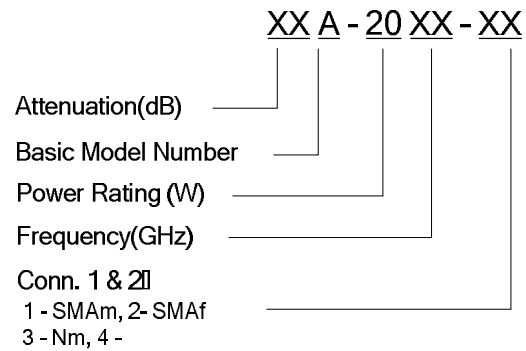 XX A - 20 XX - XX
Attenuation(dB)
Basic Model Number
Power Rating (W)
Frequency(GHz)
Conn. 1 & 2
1 - SMAm, 2- SMAf
3 - Nm, 4 -